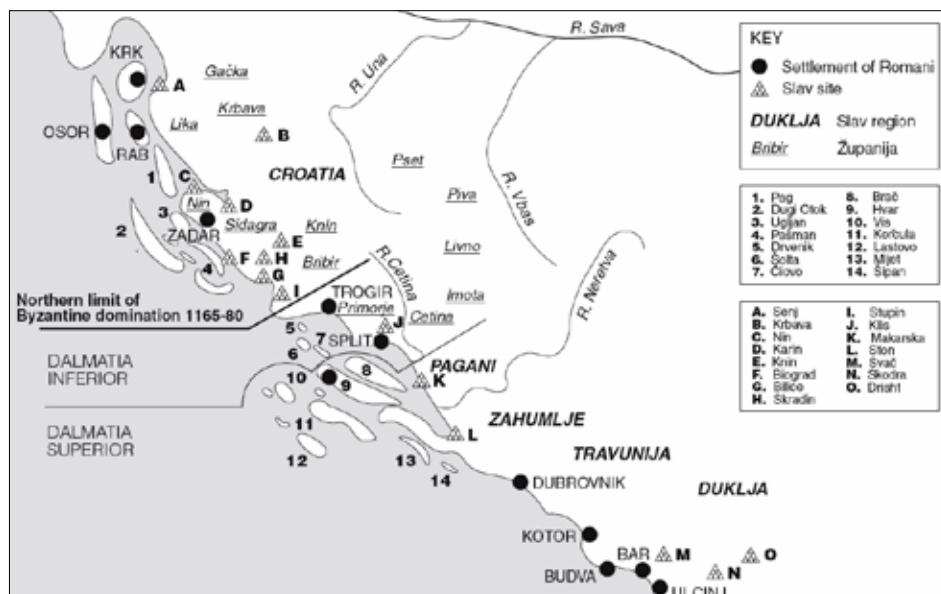 KRK
A
Gačka
R. Una
R. Sava
Krbava
Lika
B
OSOR
RAB
1
C
Nin
D
CROATIA
Pset
Piva
R. Vbas
2
3
ZADAR
Sidagra
Knin
E
F
H
4
G
Bribir
I
Livno
R.Cetina
Northern limit of
Byzantine domination 1165-80
TROGIR
Primorje
Imota
R. Neretva
J
Cetina
5
7
SPLIT
6
DALMATIA
INFERIOR
8
PAGANI
10
9
K
DALMATIA
SUPERIOR
11
ZAHUMLJE
L
12
13
TRAVUNIJA
14
DUBROVNIK
DUKLJA
KOTOR
BAR
M
O
BUDVA
N
ULCINJ
KEY
Settlement of Romani
Slav site
DUKLJA Slav region
Bribir Županija
1. Pag
2. Dugi Otok
3. Ugljan
4. Pašman
5. Drvenik
6. Šolta
7. Čiovo
8. Brač
9. Hvar
10. Vis
11. Korčula
12. Lastovo
13. Mljet
14. Šipan
A. Senj
B. Krbava
C. Nin
D. Karin
E. Knin
F. Biograd
G. Bilice
H. Skradin
I. Stupin
J. Klis
K. Makarska
L. Ston
M. Svač
N. Skodra
O. Drisht